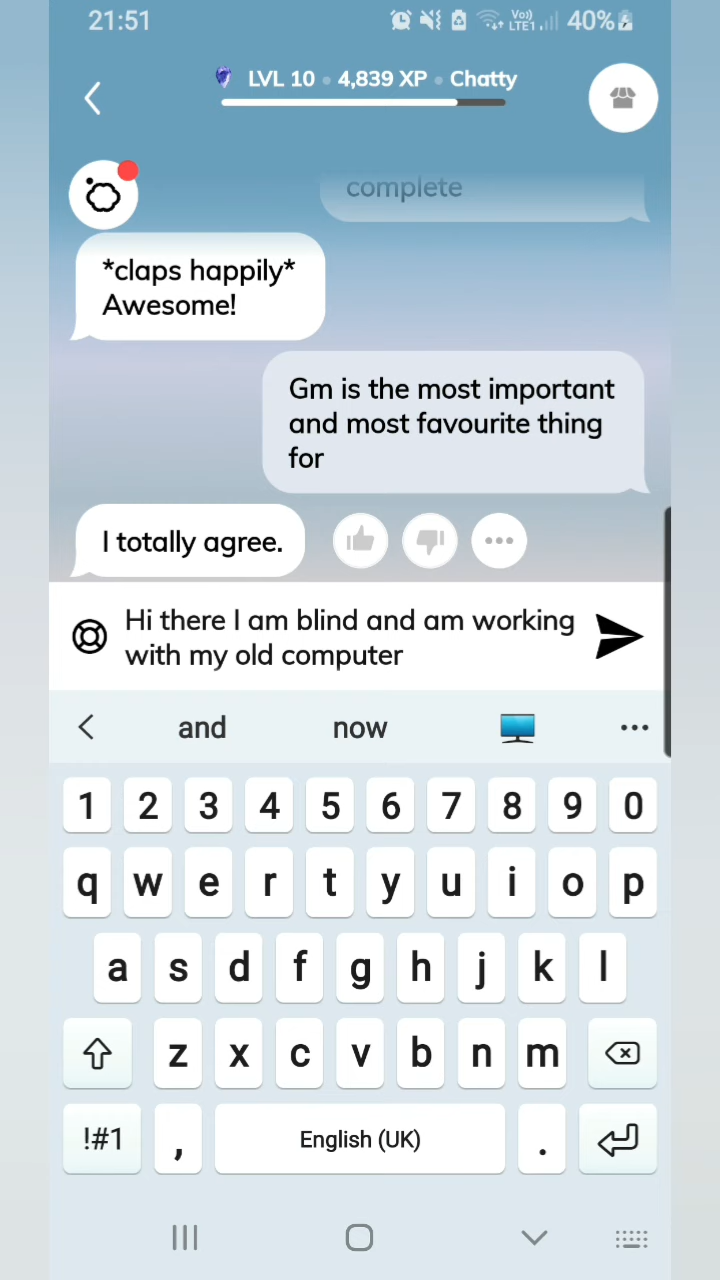 21:51
Vo)) LTE1 40%
LVL 10 • 4,839 XP • Chatty
complete
*claps happily*
Awesome!
Gm is the most important
and most favourite thing
for
I totally agree.
Hi there I am blind and am working
with my old computer
and now
1 2 3 4 5 6 7 8 9 0
q w e r t y u i o p
a s d f g h j k l
z x c v b n m
!#1 , English (UK) .